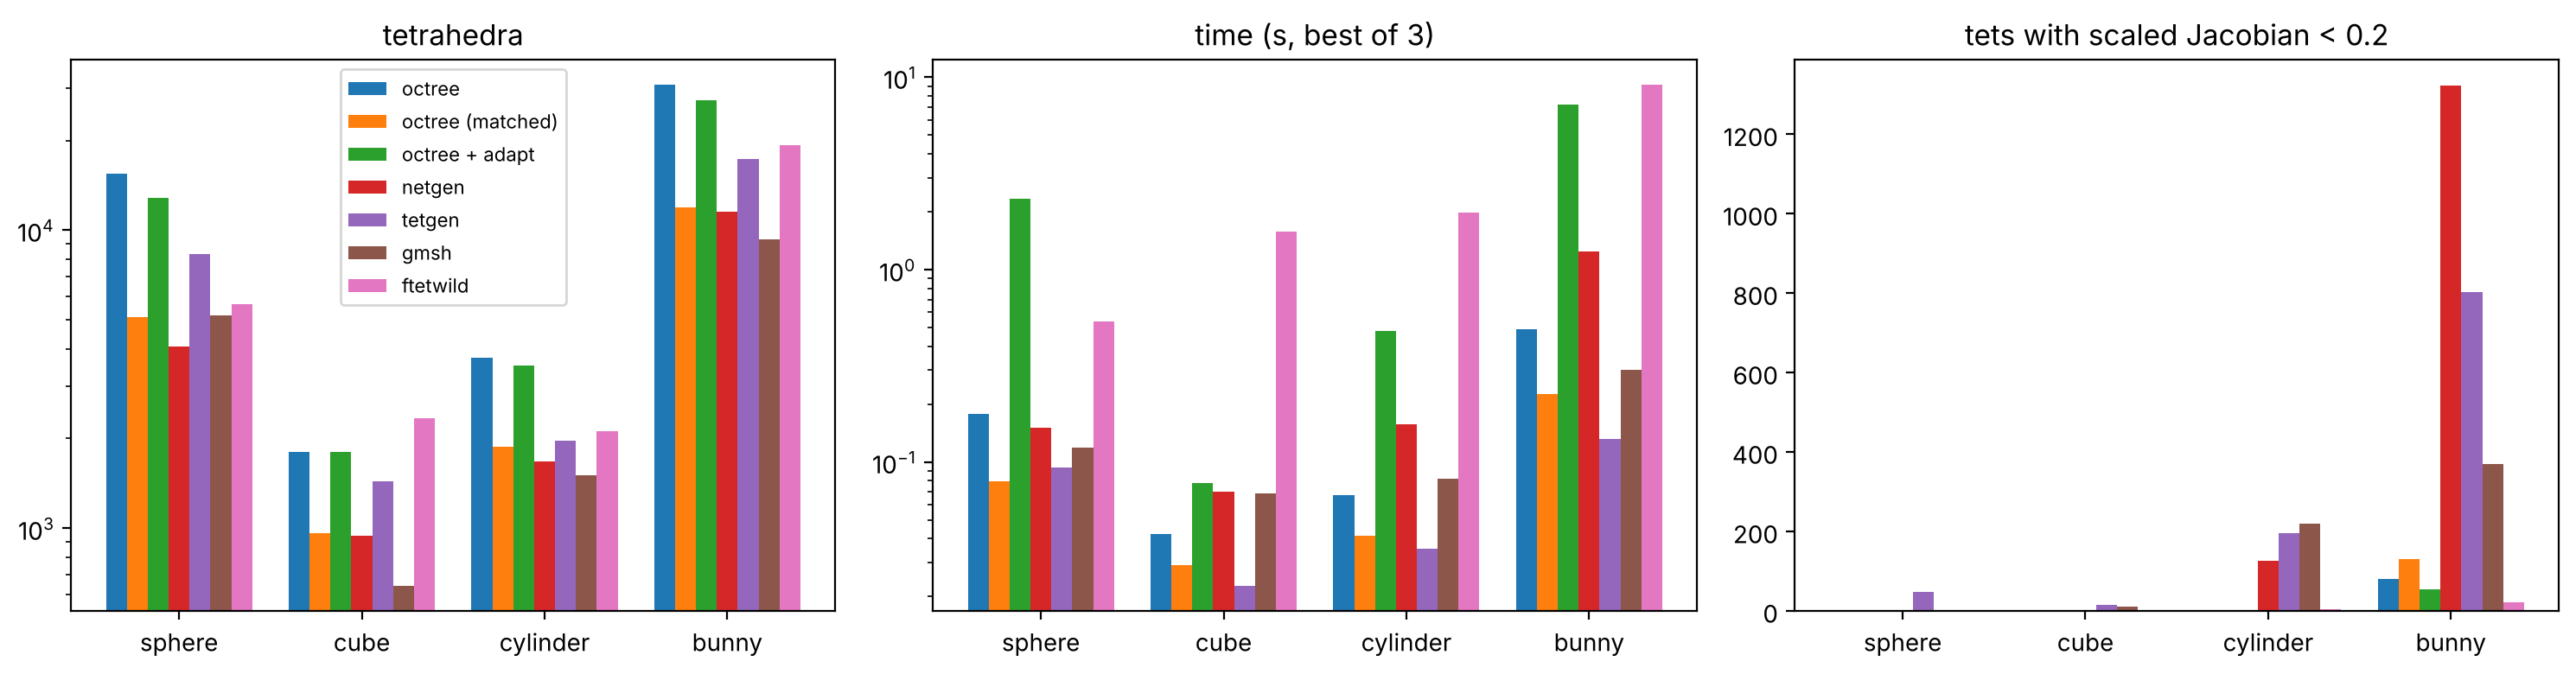 tetrahedra
10⁴
10³
octree
octree (matched)
octree + adapt
netgen
tetgen
gmsh
ftetwild
sphere
cube
cylinder
bunny
time (s, best of 3)
10¹
10⁰
10⁻¹
sphere
cube
cylinder
bunny
tets with scaled Jacobian < 0.2
1200
1000
800
600
400
200
0
sphere
cube
cylinder
bunny